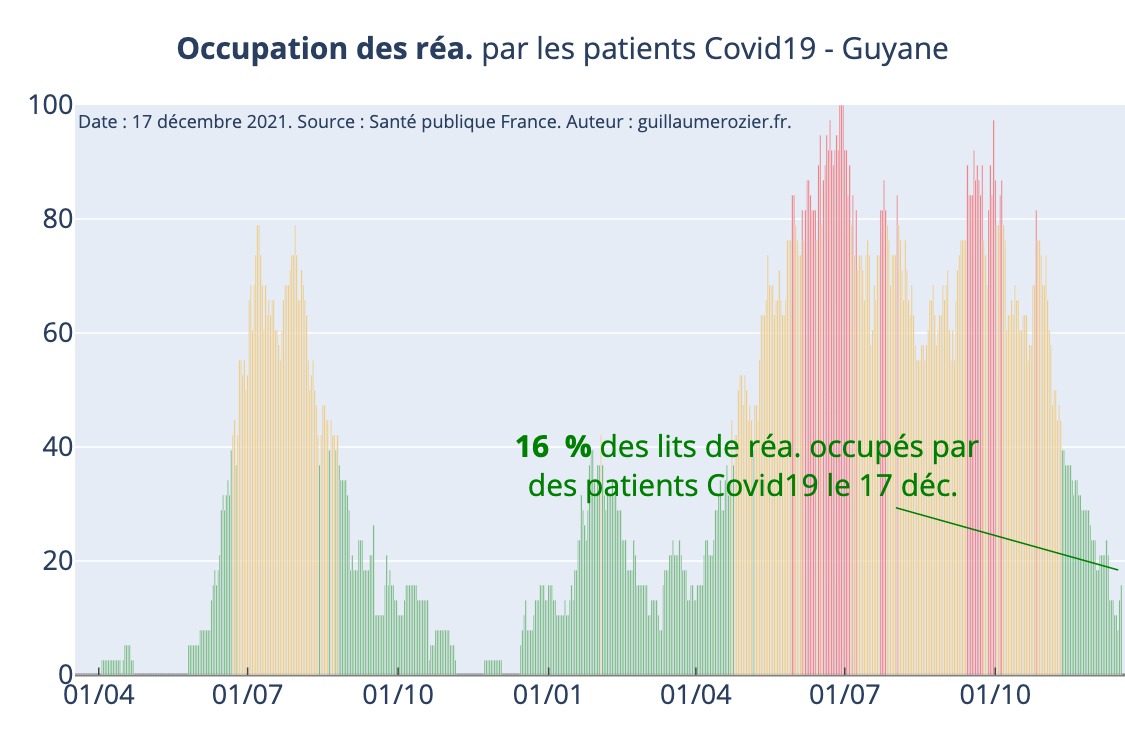 Occupation des réa. par les patients Covid19 - Guyane
100
Date : 17 décembre 2021. Source : Santé publique France. Auteur : guillaumerozier.fr.
80
60
40
16 % des lits de réa. occupés par
des patients Covid19 le 17 déc.
20
0
01/04 01/07 01/10 01/01 01/04 01/07 01/10